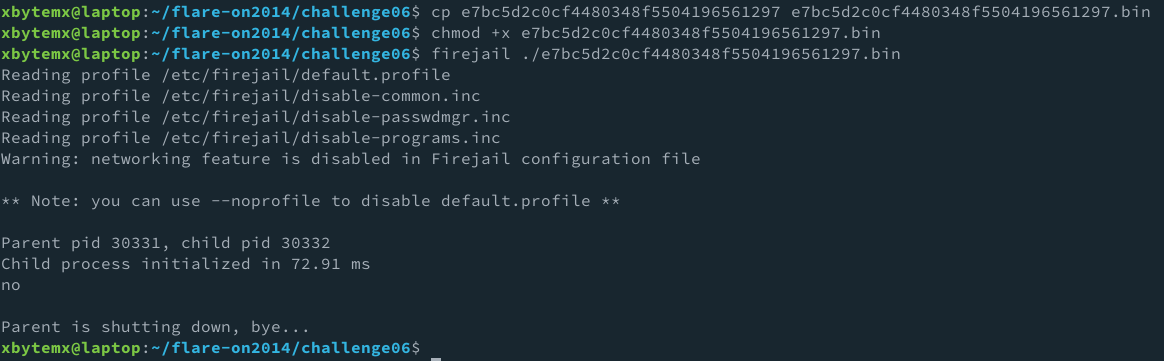 xbytemx@laptop:~/flare-on2014/challenge06$ cp e7bc5d2c0cf4480348f5504196561297 e7bc5d2c0cf4480348f5504196561297.bin
xbytemx@laptop:~/flare-on2014/challenge06$ chmod +x e7bc5d2c0cf4480348f5504196561297.bin
xbytemx@laptop:~/flare-on2014/challenge06$ firejail ./e7bc5d2c0cf4480348f5504196561297.bin
Reading profile /etc/firejail/default.profile
Reading profile /etc/firejail/disable-common.inc
Reading profile /etc/firejail/disable-passwdmgr.inc
Reading profile /etc/firejail/disable-programs.inc
Warning: networking feature is disabled in Firejail configuration file
** Note: you can use --noprofile to disable default.profile **
Parent pid 30331, child pid 30332
Child process initialized in 72.91 ms
no
Parent is shutting down, bye...
xbytemx@laptop:~/flare-on2014/challenge06$